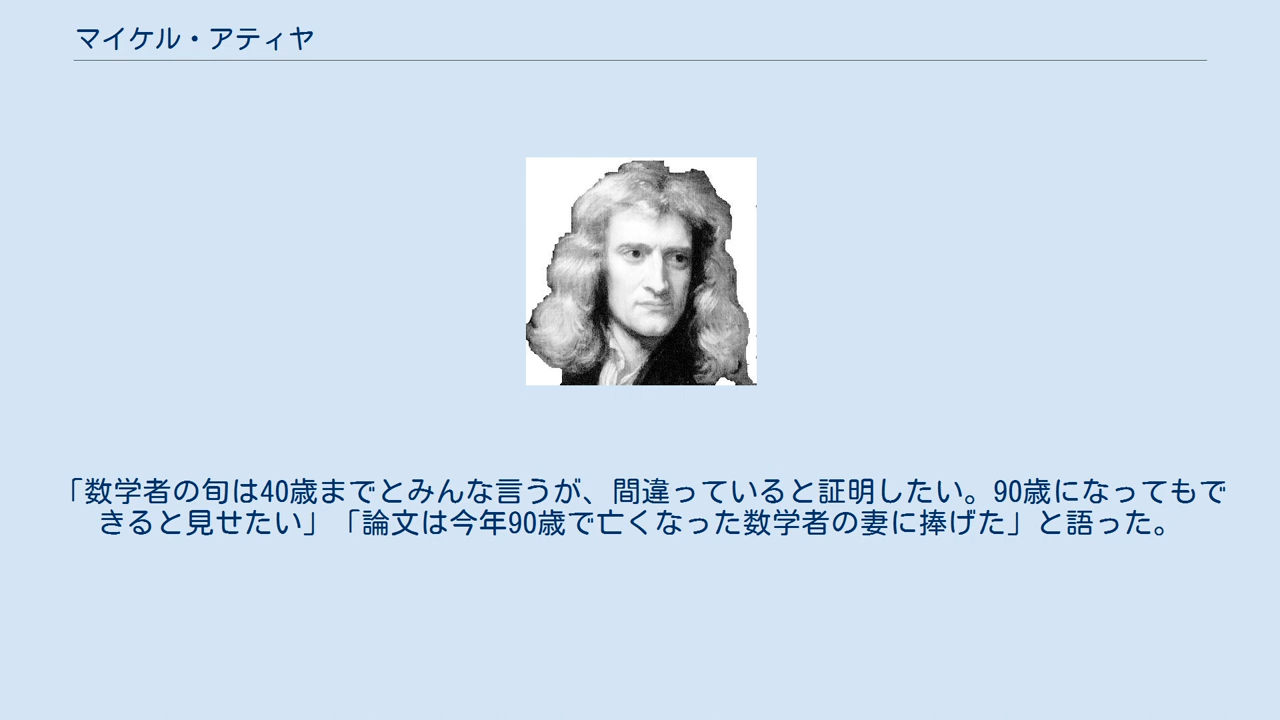 マイケル・アティヤ
「数学者の旬は40歳までとみんな言うが、間違っていると証明したい。90歳になってもで
きると見せたい」「論文は今年90歳で亡くなった数学者の妻に捧げた」と語った。